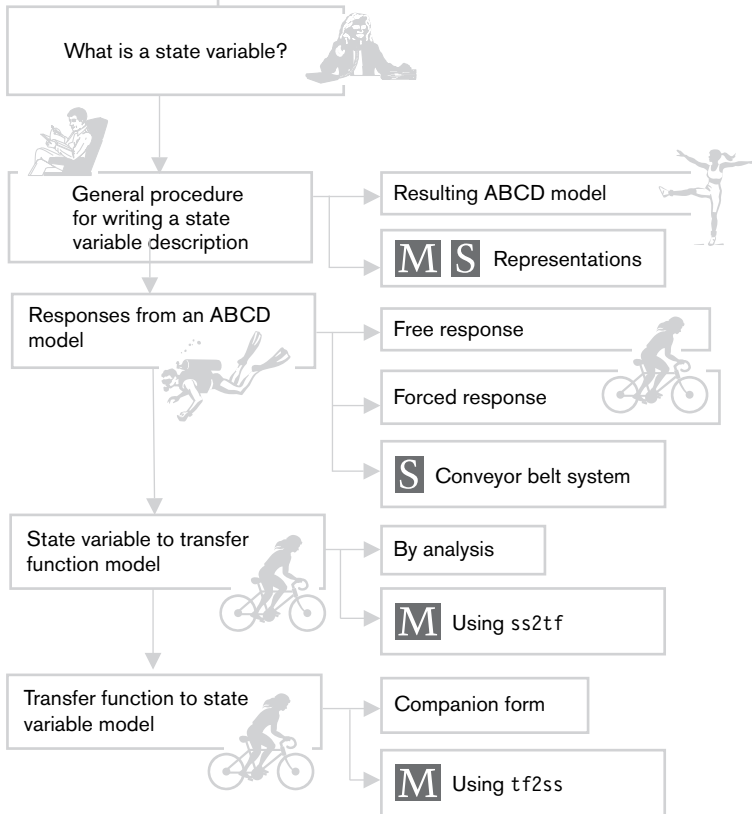 What is a state variable?
General procedure
for writing a state
variable description
Resulting ABCD model
M S Representations
Responses from an ABCD
model
Free response
Forced response
S Conveyor belt system
State variable to transfer
function model
By analysis
M Using ss2tf
Transfer function to state
variable model
Companion form
M Using tf2ss